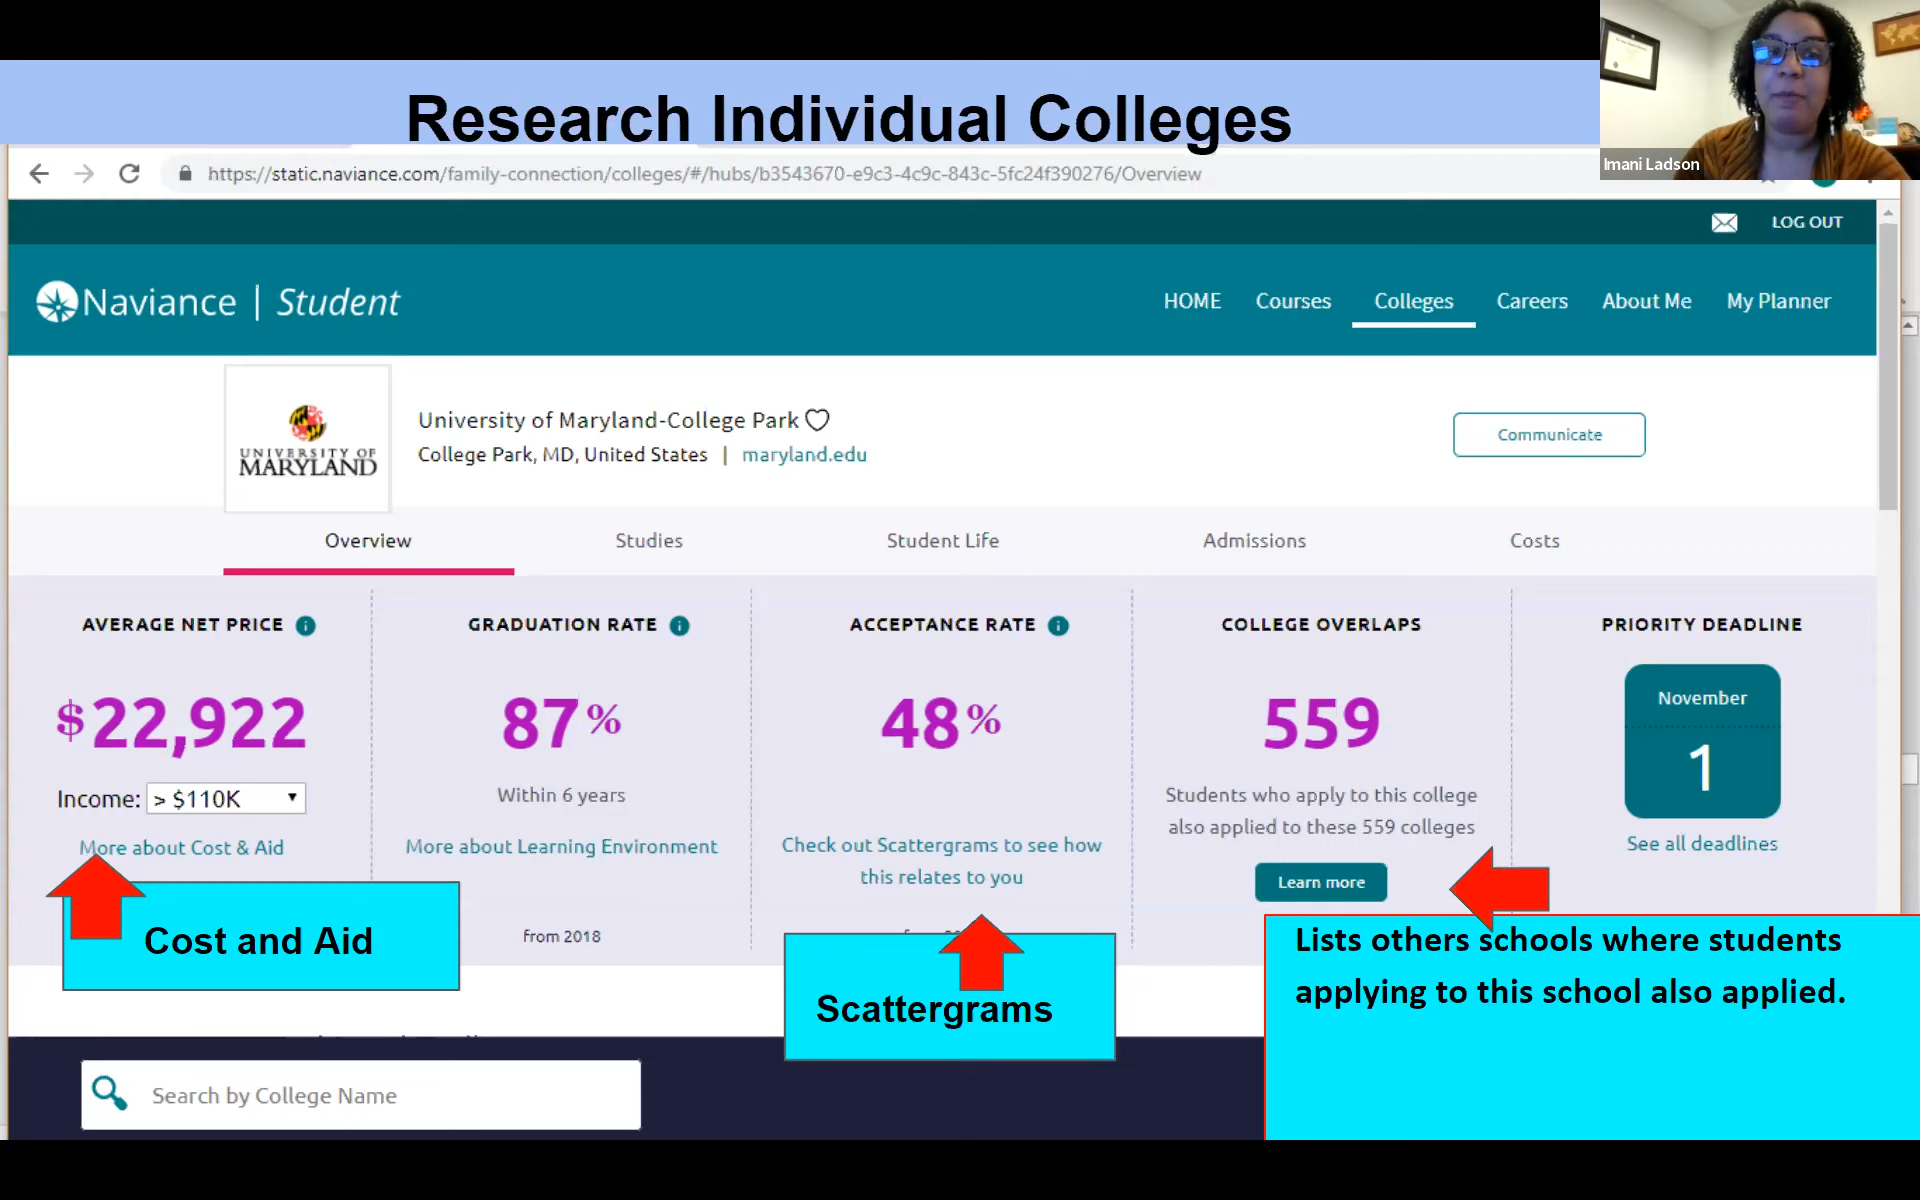 Research Individual Colleges
Imani Ladson
https://static.naviance.com/family-connection/colleges/#/hubs/b3543670-e9c3-4c9c-843c-5fc24f390276/Overview
LOG OUT
Naviance | Student
HOME Courses Colleges Careers About Me My Planner
UNIVERSITY OF
MARYLAND
University of Maryland-College Park
College Park, MD, United States | maryland.edu
Communicate
Overview Studies Student Life Admissions Costs
AVERAGE NET PRICE
$22,922
Income: > $110K
More about Cost & Aid
GRADUATION RATE
87%
Within 6 years
More about Learning Environment
from 2018
ACCEPTANCE RATE
48%
Check out Scattergrams to see how
this relates to you
COLLEGE OVERLAPS
559
Students who apply to this college
also applied to these 559 colleges
Learn more
PRIORITY DEADLINE
November
1
See all deadlines
Cost and Aid
Scattergrams
Lists others schools where students
applying to this school also applied.
Search by College Name